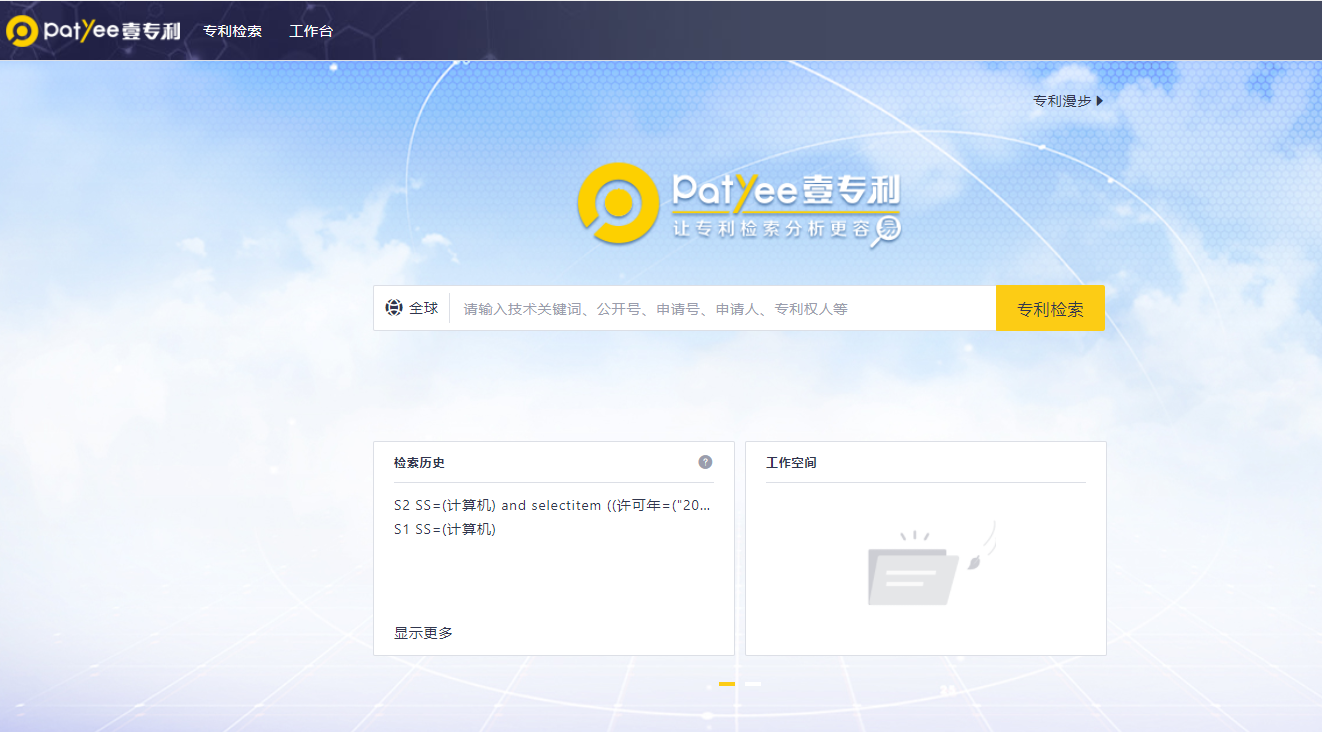 patyee壹专利 专利检索 工作台
专利漫步
patyee壹专利
让专利检索分析更容易
全球 请输入技术关键词、公开号、申请号、申请人、专利权人等 专利检索
检索历史 ?
S2 SS=(计算机) and selectitem ((许可年=("20...
S1 SS=(计算机)
显示更多
工作空间